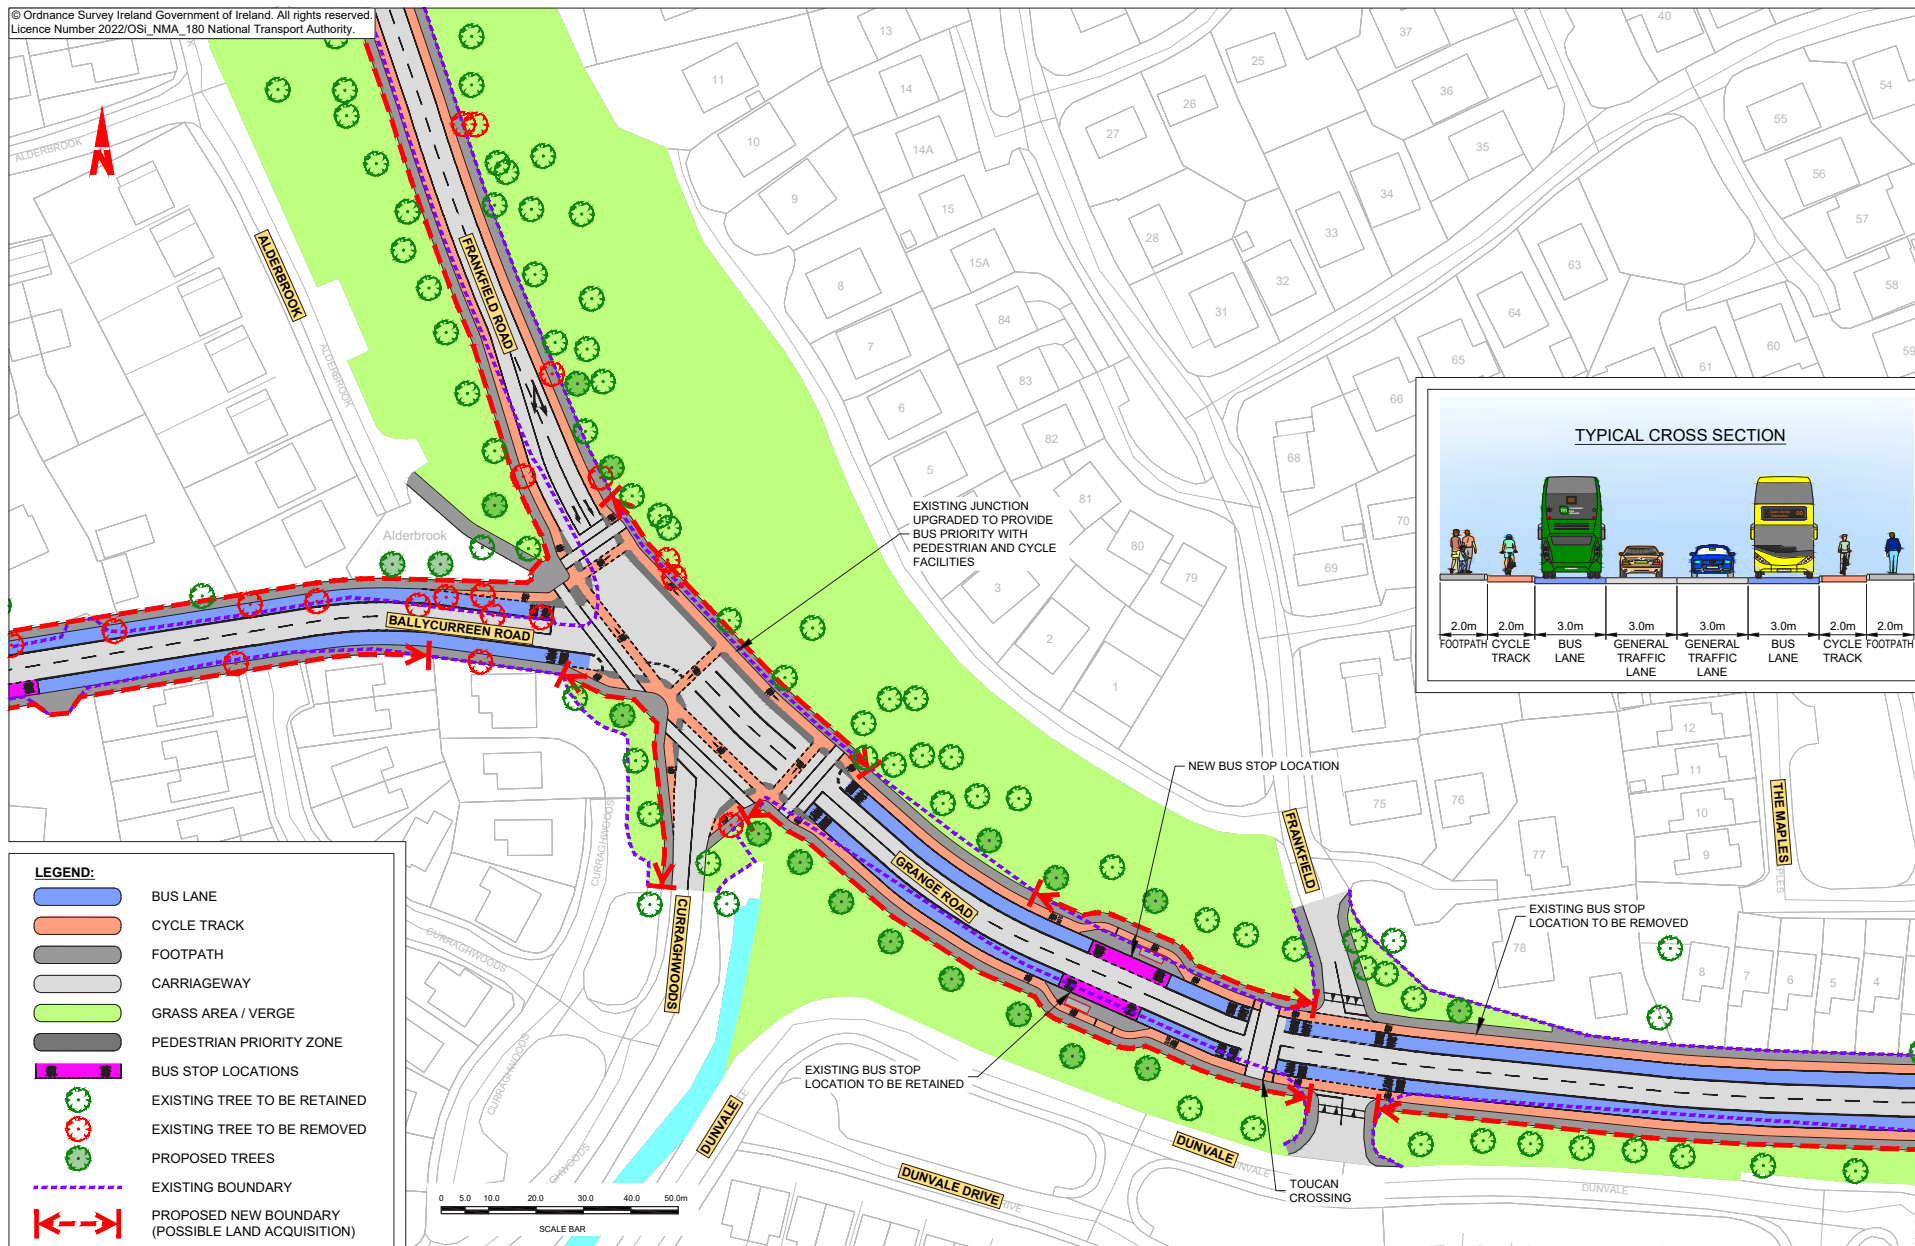 © Ordnance Survey Ireland Government of Ireland. All rights reserved.
Licence Number 2022/OSi_NMA_180 National Transport Authority.
N
ALDERBROOK
ALDERBROOK
ALDERBROOK
Alderbrook
FRANKFIELD ROAD
BALLYCURREEN ROAD
EXISTING JUNCTION
UPGRADED TO PROVIDE
BUS PRIORITY WITH
PEDESTRIAN AND CYCLE
FACILITIES
13
11
14
10
14A
9
15
15A
8
84
7
83
6
82
5
81
80
79
3
2
1
25
26
27
28
31
32
33
34
35
36
37
40
54
55
56
57
58
59
60
61
63
64
65
66
68
69
70
TYPICAL CROSS SECTION
2.0m
2.0m
3.0m
3.0m
3.0m
3.0m
2.0m
2.0m
FOOTPATH
CYCLE
TRACK
BUS
LANE
GENERAL
TRAFFIC
LANE
GENERAL
TRAFFIC
LANE
BUS
LANE
CYCLE
TRACK
FOOTPATH
NEW BUS STOP LOCATION
FRANKFIELD
THE MAPLES
75
76
77
78
12
11
10
9
8
7
6
5
4
GRANGE ROAD
EXISTING BUS STOP
LOCATION TO BE REMOVED
EXISTING BUS STOP
LOCATION TO BE RETAINED
TOUCAN
CROSSING
CURRAGHWOODS
CURRAGHWOODS
CURRAGHWOODS
CURRAGHWOODS
DUNVALE
DUNVALE
DUNVALE
DUNVALE DRIVE
LEGEND:
BUS LANE
CYCLE TRACK
FOOTPATH
CARRIAGEWAY
GRASS AREA / VERGE
PEDESTRIAN PRIORITY ZONE
BUS STOP LOCATIONS
EXISTING TREE TO BE RETAINED
EXISTING TREE TO BE REMOVED
PROPOSED TREES
EXISTING BOUNDARY
PROPOSED NEW BOUNDARY
(POSSIBLE LAND ACQUISITION)
0 5.0 10.0 20.0 30.0 40.0 50.0m
SCALE BAR